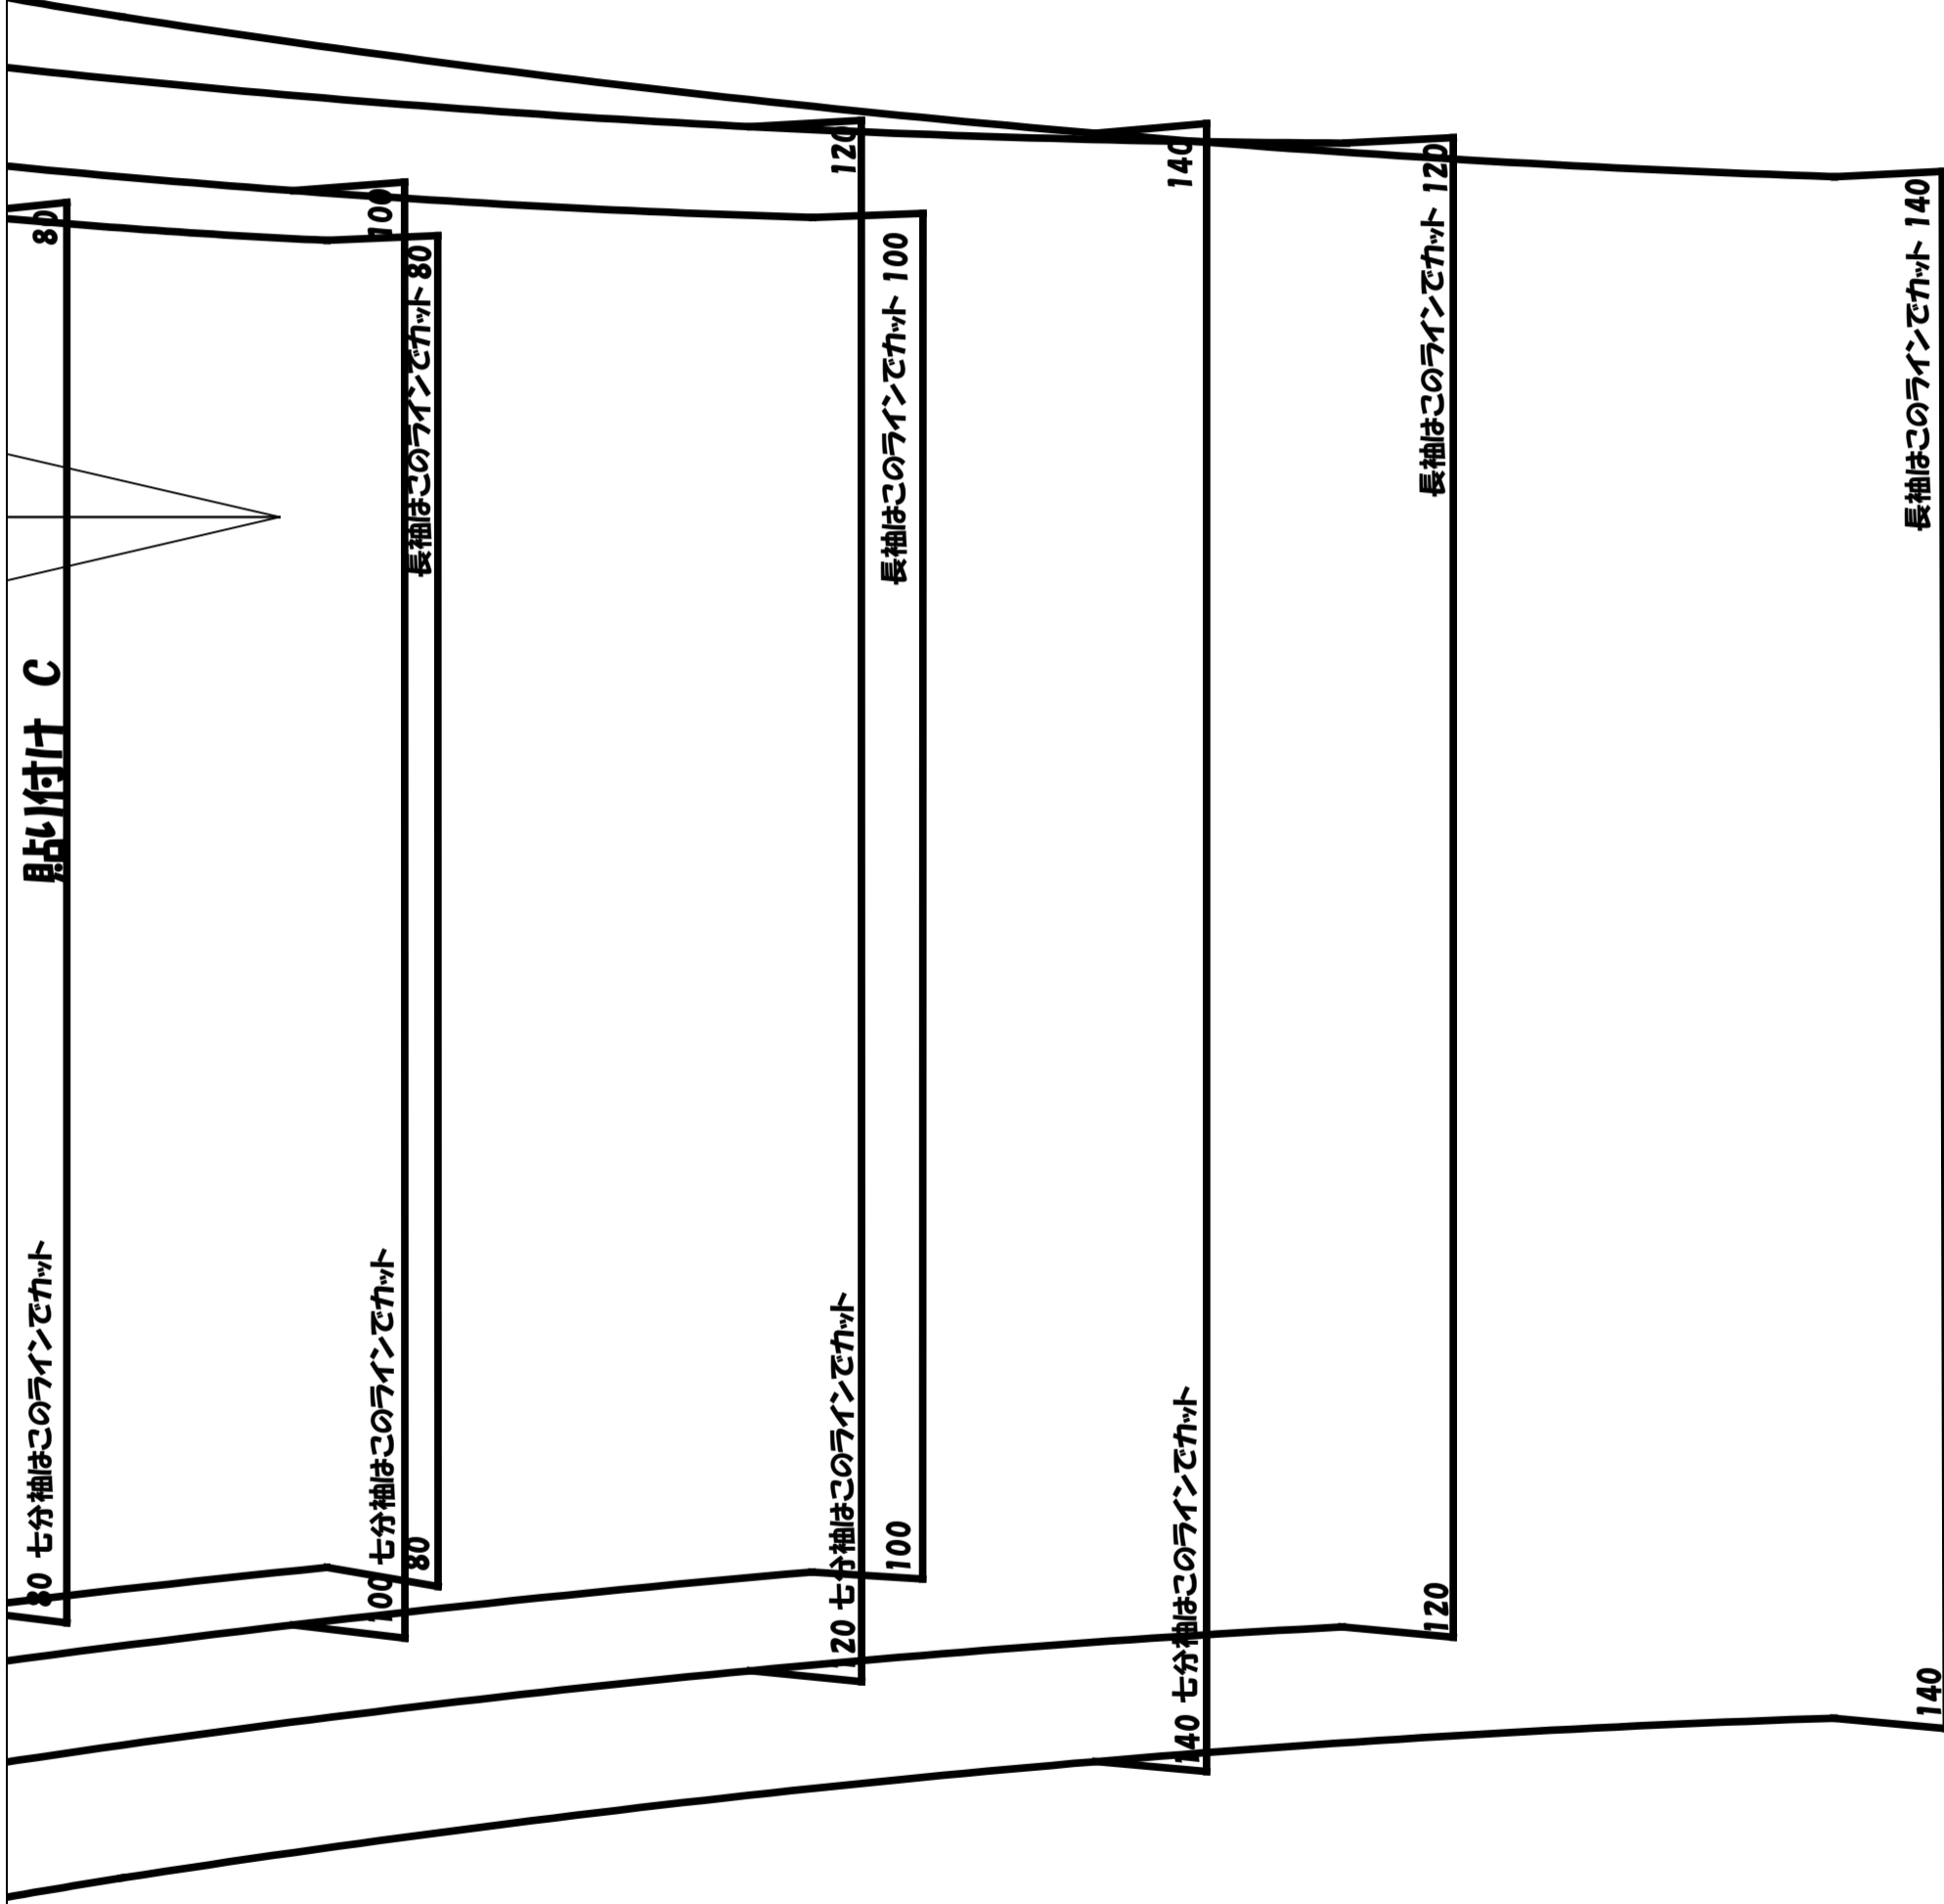 80
80 七分袖はこのラインでカット
貼り付け C
80
100
100 七分袖はこのラインでカット
長袖はこのラインでカット 80
80
120
120 七分袖はこのラインでカット
長袖はこのラインでカット 100
100
140
140 七分袖はこのラインでカット
長袖はこのラインでカット 120
120
長袖はこのラインでカット 140
140